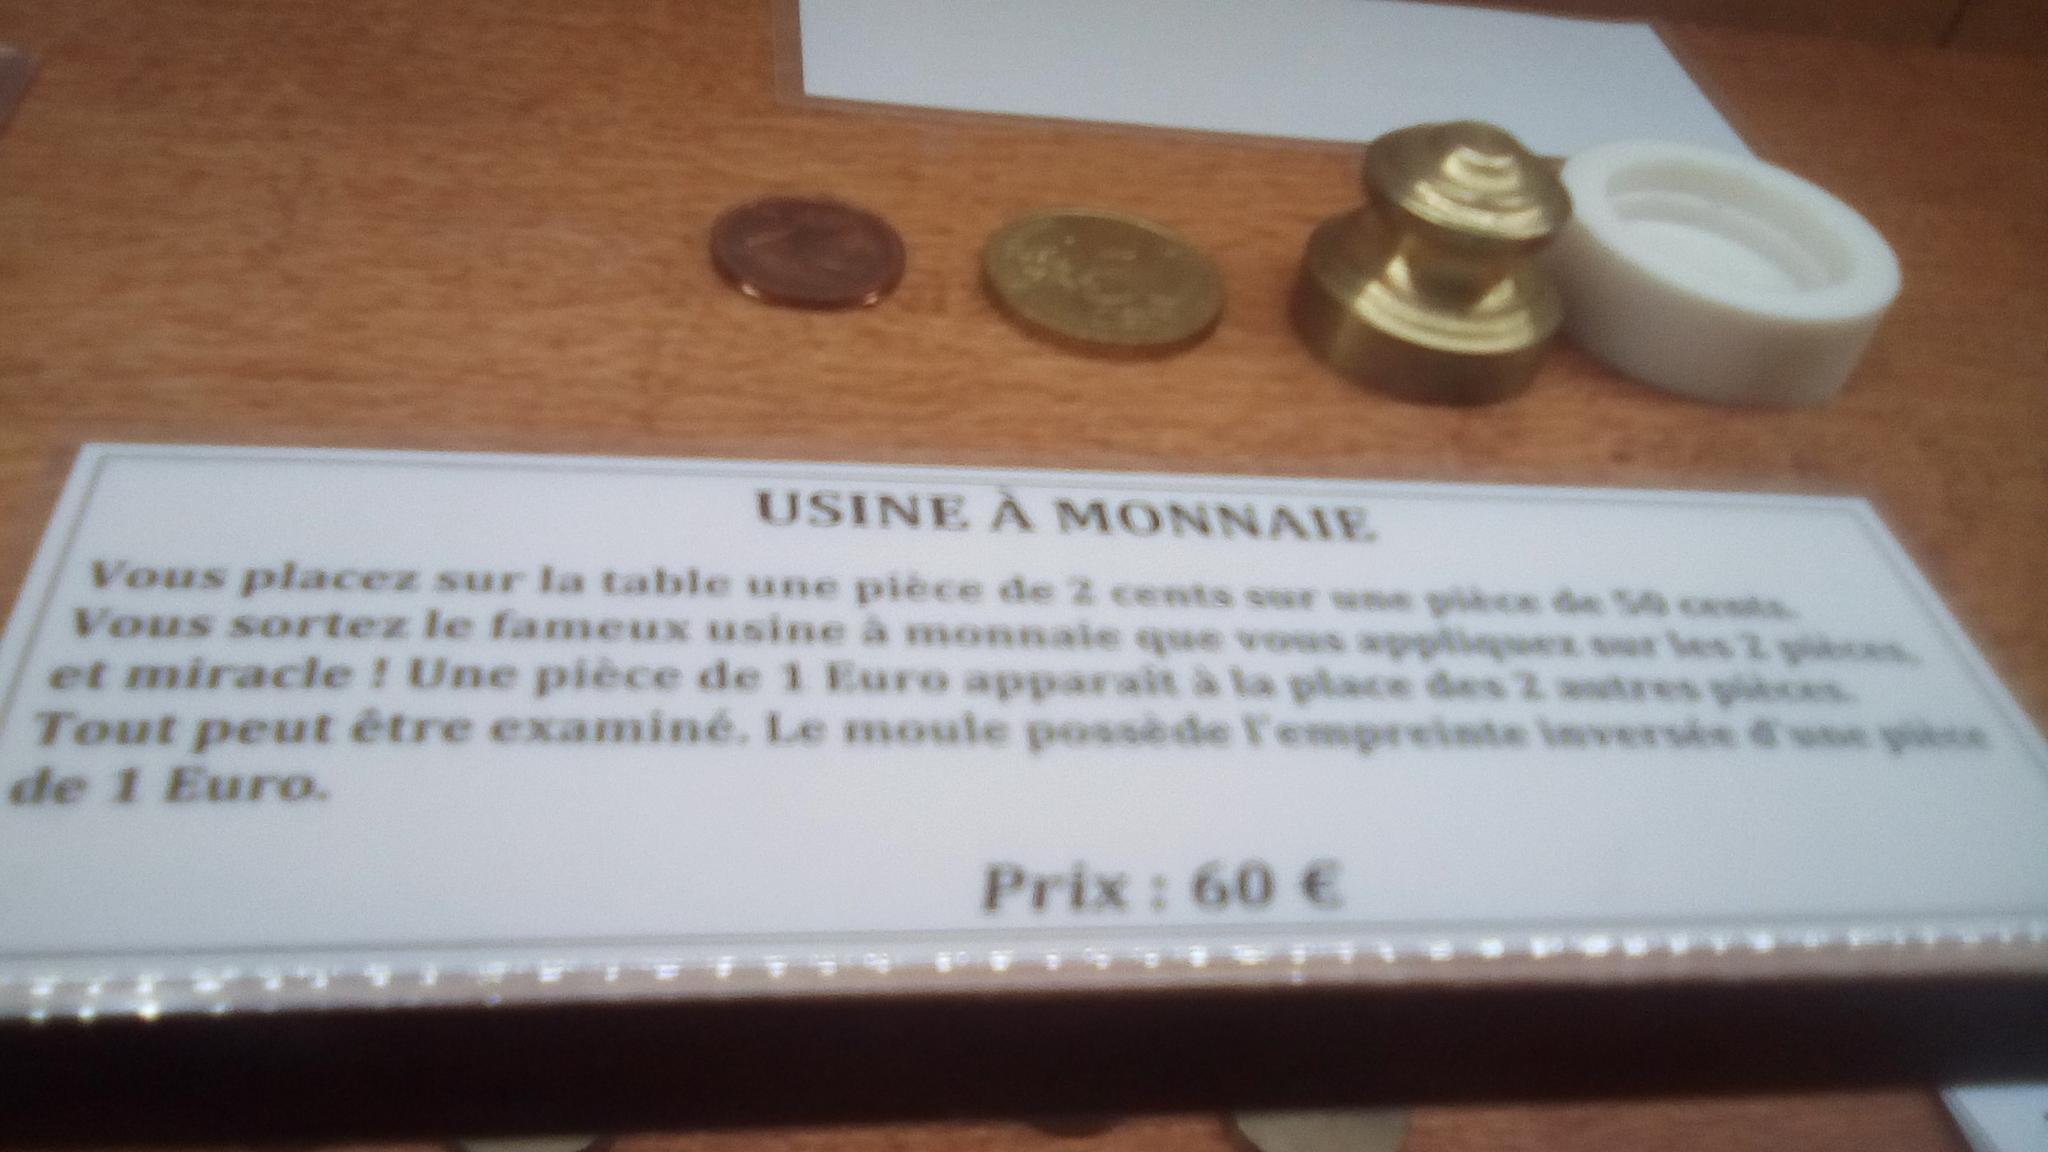 USINE À MONNAIE
Vous placez sur la table une pièce de 2 cents sur une pièce de 50 cents.
Vous sortez le fameux usine à monnaie que vous appliquez sur les 2 pièces,
et miracle ! Une pièce de 1 Euro apparaît à la place des 2 autres pièces.
Tout peut être examiné. Le moule possède l'empreinte inversée d'une pièce
de 1 Euro.
Prix : 60 €